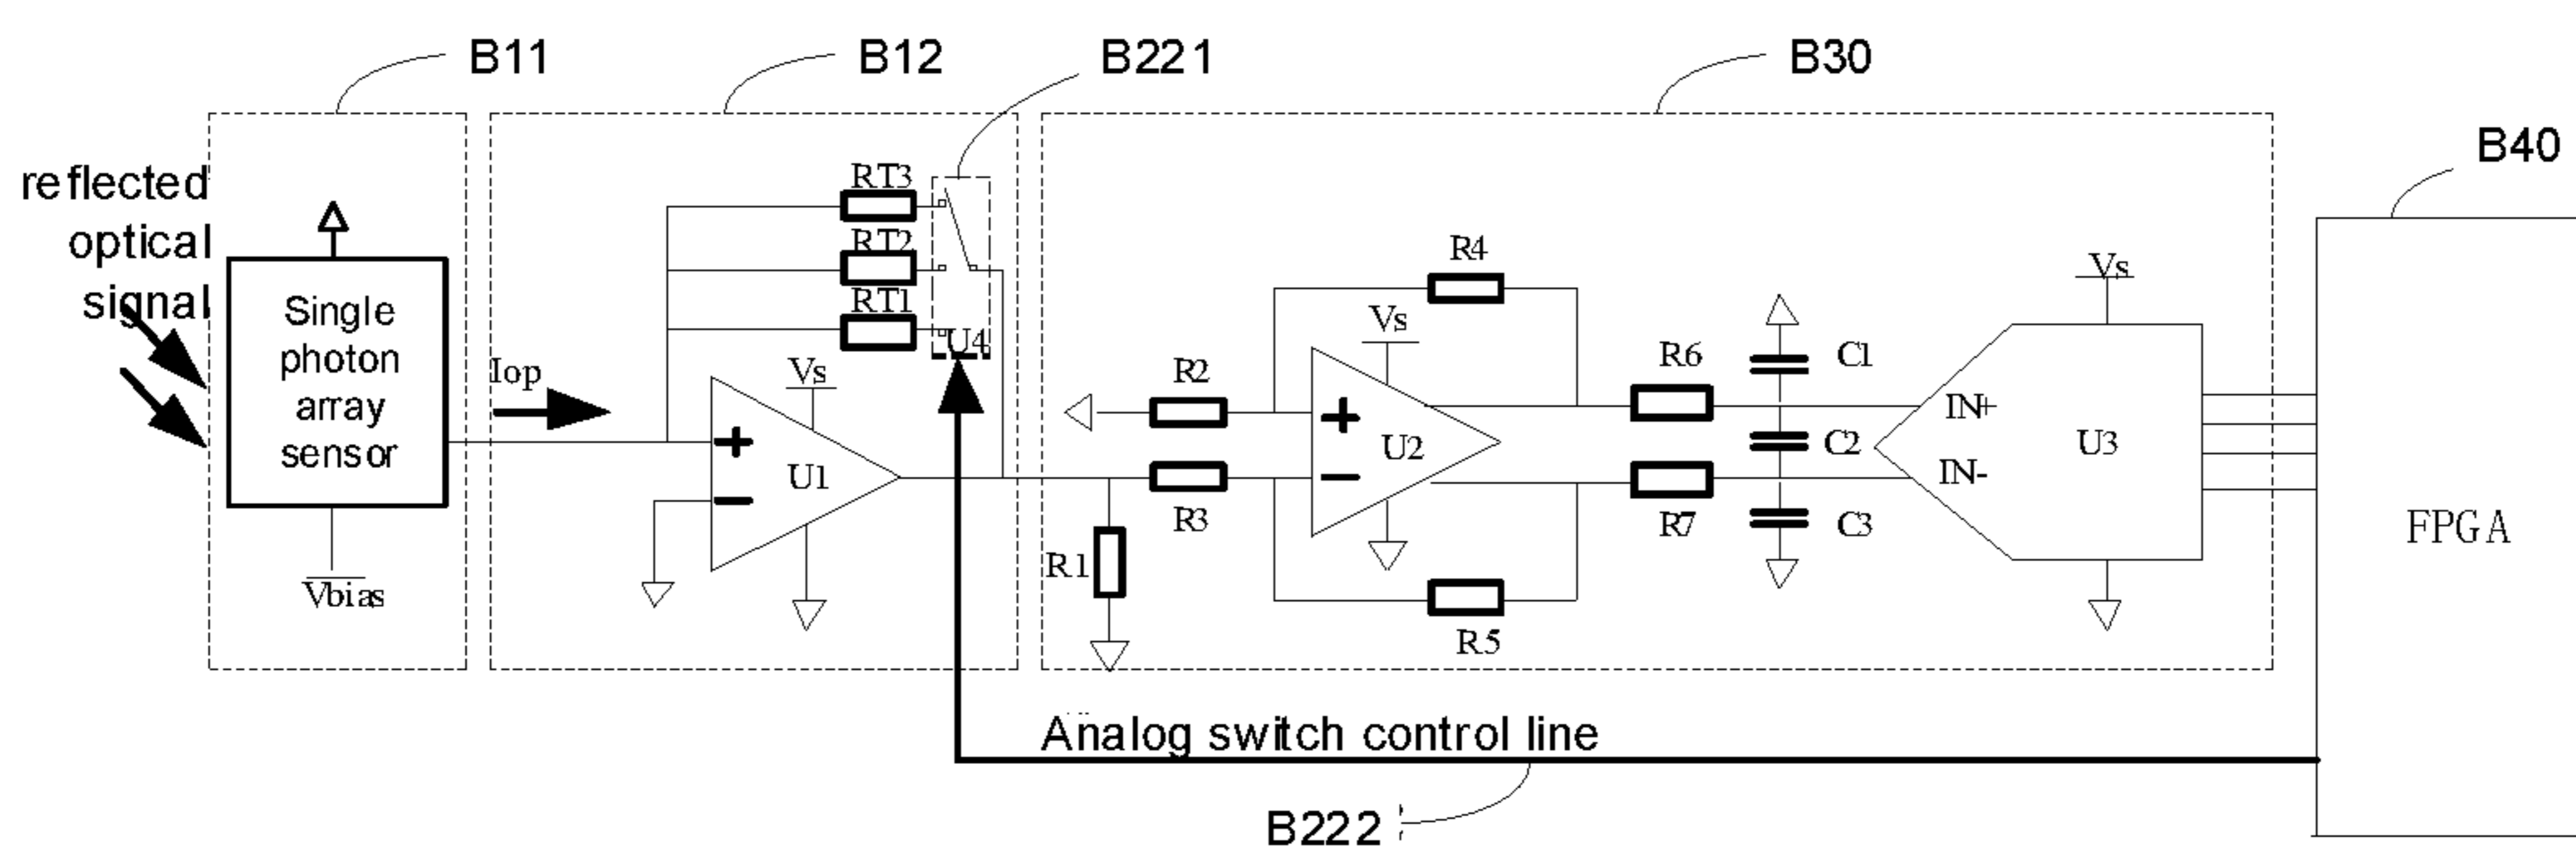 B11
B12
B221
B30
B40
reflected
optical
signal
Single
photon
array
sensor
Vbias
Iop
RT3
RT2
RT1
U4
Vs
U1
R1
R2
R3
R4
Vs
U2
R5
R6
R7
C1
C2
C3
Vs
IN+
IN-
U3
FPGA
Analog switch control line
B222